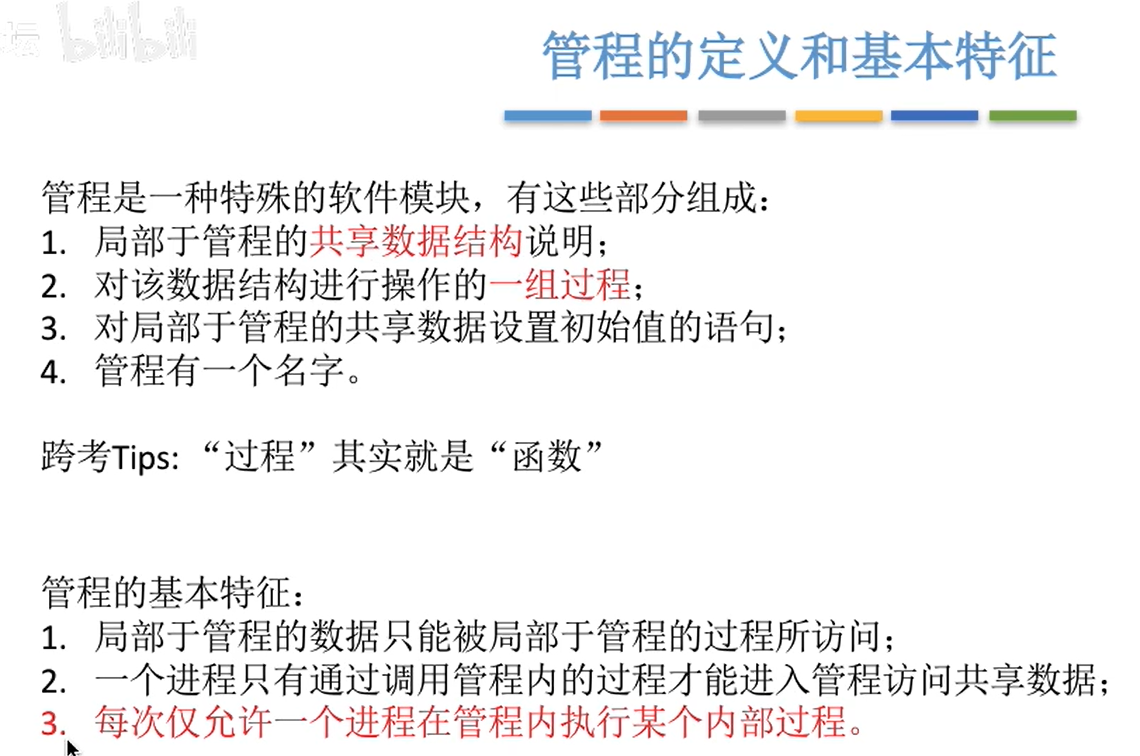 坛 bilibili
管程的定义和基本特征
管程是一种特殊的软件模块，有这些部分组成：
1. 局部于管程的共享数据结构说明；
2. 对该数据结构进行操作的一组过程；
3. 对局部于管程的共享数据设置初始值的语句；
4. 管程有一个名字。
跨考Tips: “过程”其实就是“函数”
管程的基本特征：
1. 局部于管程的数据只能被局部于管程的过程所访问；
2. 一个进程只有通过调用管程内的过程才能进入管程访问共享数据；
3. 每次仅允许一个进程在管程内执行某个内部过程。